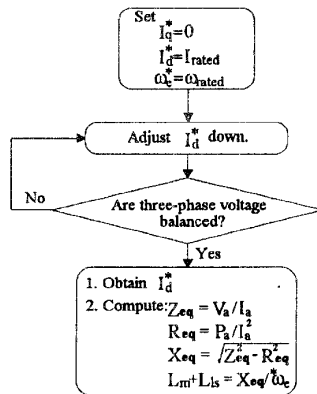 Set
I*q=0
I*d=Irated
ω*e=ωrated
Adjust I*d down.
No
Are three-phase voltage
balanced?
Yes
1. Obtain I*d
2. Compute: Zeq = Va/Ia
Req = Pa/I²a
Xeq = √(Z²eq - R²eq)
Lm+Lls = Xeq/ω*e